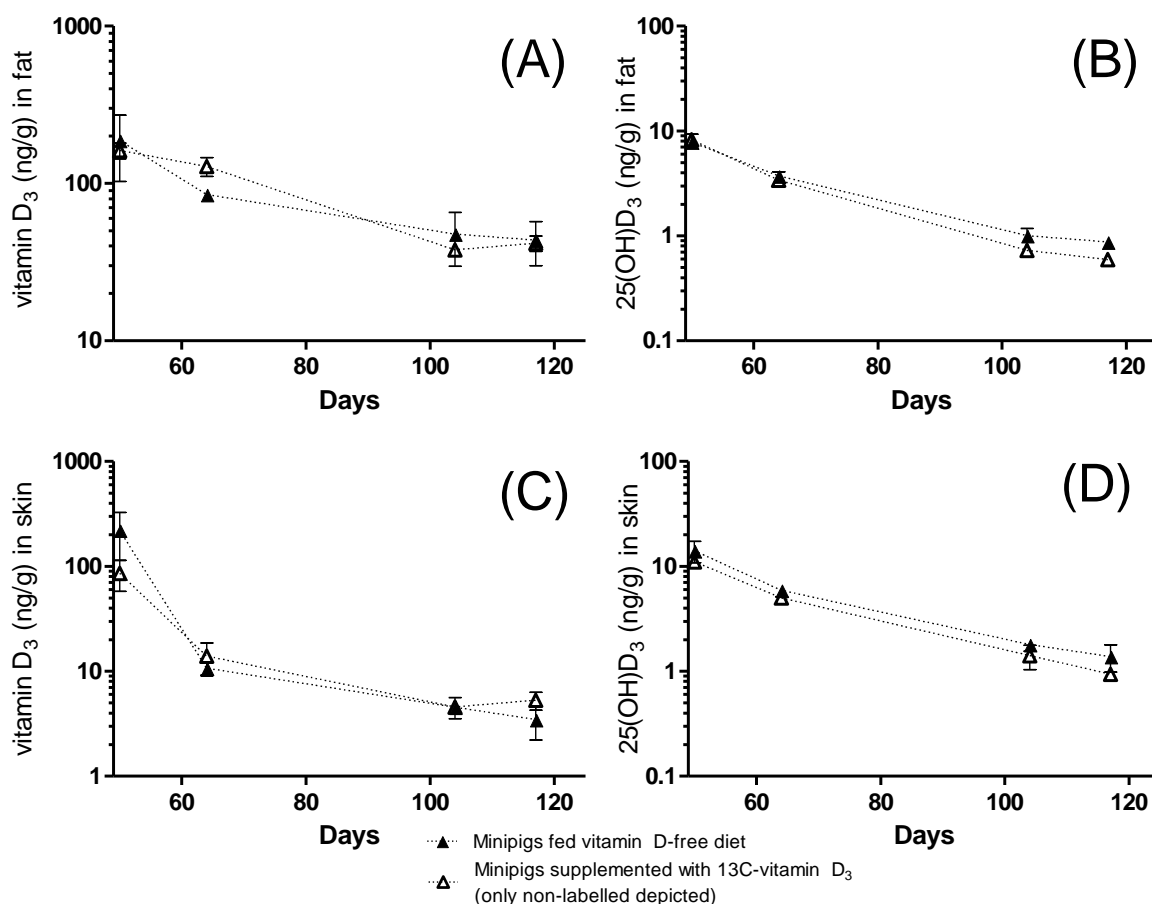 (A)
vitamin D3 (ng/g) in fat
1000
100
10
60 80 100 120
Days
(B)
25(OH)D3 (ng/g) in fat
100
10
1
0.1
60 80 100 120
Days
(C)
vitamin D3 (ng/g) in skin
1000
100
10
1
60 80 100 120
Days
(D)
25(OH)D3 (ng/g) in skin
100
10
1
0.1
60 80 100 120
Days
Minipigs fed vitamin D-free diet
Minipigs supplemented with 13C-vitamin D3
(only non-labelled depicted)